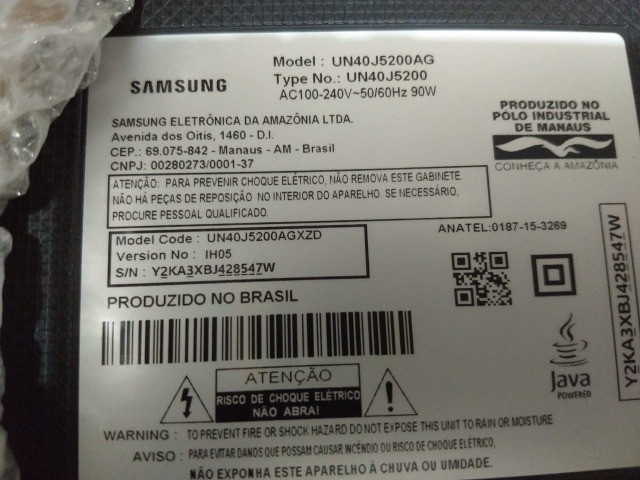 Model : UN40J5200AG
Type No.: UN40J5200
AC100-240V~50/60Hz 90W
SAMSUNG
SAMSUNG ELETRÔNICA DA AMAZÔNIA LTDA.
Avenida dos Oitis, 1460 - D.I.
CEP.: 69.075-842 - Manaus - AM - Brasil
CNPJ: 00280273/0001-37
PRODUZIDO NO
PÓLO INDUSTRIAL
DE MANAUS
CONHEÇA A AMAZÔNIA
ATENÇÃO: PARA PREVENIR CHOQUE ELÉTRICO, NÃO REMOVA ESTE GABINETE.
NÃO HÁ PEÇAS DE REPOSIÇÃO NO INTERIOR DO APARELHO. SE NECESSÁRIO,
PROCURE PESSOAL QUALIFICADO.
ANATEL:0187-15-3269
Model Code : UN40J5200AGXZD
Version No : IH05
S/N : Y2KA3XBJ428547W
Y2KA3XBJ428547W
PRODUZIDO NO BRASIL
Java
POWERED
ATENÇÃO
RISCO DE CHOQUE ELÉTRICO
NÃO ABRA!
WARNING : TO PREVENT FIRE OR SHOCK HAZARD DO NOT EXPOSE THIS UNIT TO RAIN OR MOISTURE
AVISO : PARA EVITAR DANOS QUE POSSAM CAUSAR INCÊNDIO OU RISCO DE CHOQUE ELÉTRICO,
NÃO EXPONHA ESTE APARELHO À CHUVA OU UMIDADE.